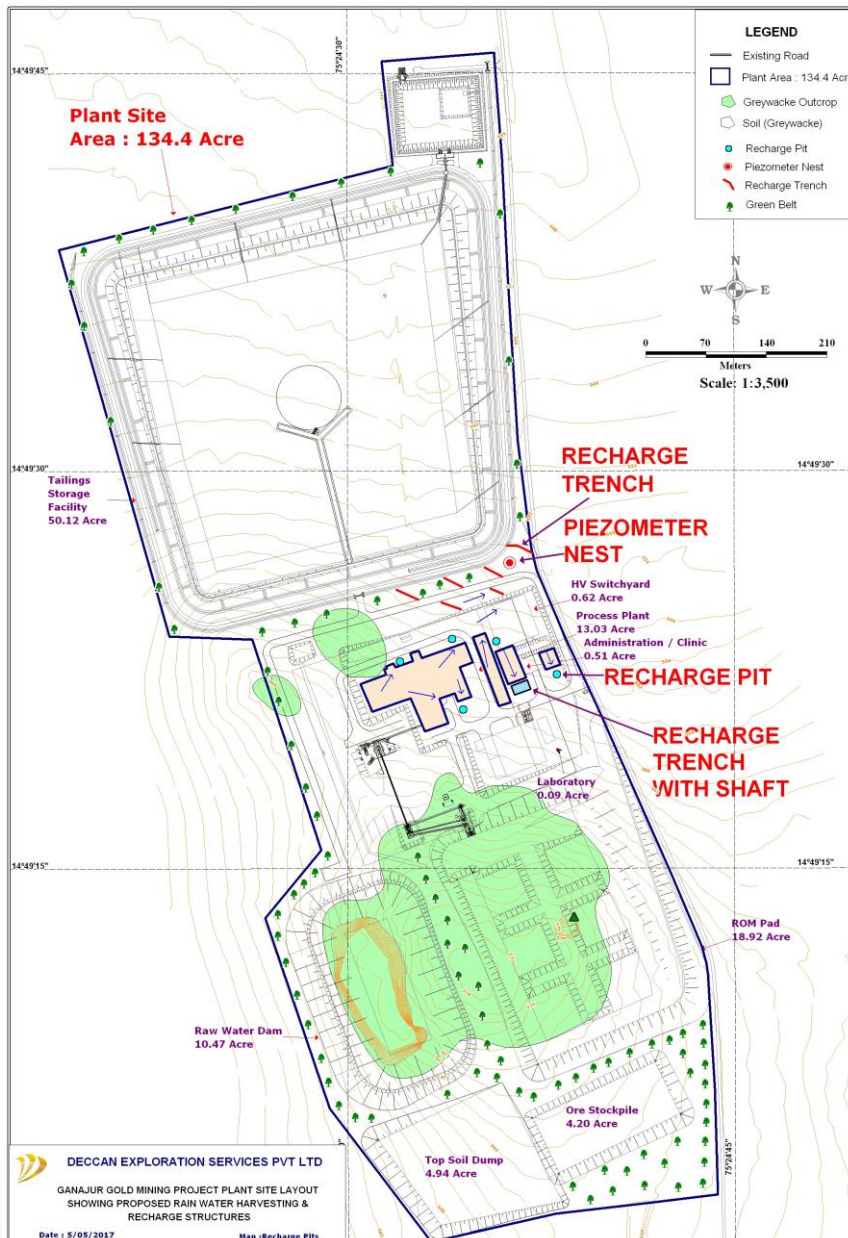 LEGEND
Existing Road
Plant Area : 134.4 Acre
Greywacke Outcrop
Soil (Greywacke)
Recharge Pit
Piezometer Nest
Recharge Trench
Green Belt
75°24'30"
14°49'45"
Plant Site
Area : 134.4 Acre
N
W
E
S
0 70 140 210
Meters
Scale: 1:3,500
14°49'30"
14°49'30"
RECHARGE
TRENCH
Tailings
Storage
Facility
50.12 Acre
PIEZOMETER
NEST
HV Switchyard
0.62 Acre
Process Plant
13.03 Acre
Administration / Clinic
0.51 Acre
RECHARGE PIT
RECHARGE
TRENCH
WITH SHAFT
Laboratory
0.09 Acre
14°49'15"
14°49'15"
ROM Pad
18.92 Acre
Raw Water Dam
10.47 Acre
Ore Stockpile
4.20 Acre
Top Soil Dump
4.94 Acre
75°24'45"
DECCAN EXPLORATION SERVICES PVT LTD
GANAJUR GOLD MINING PROJECT PLANT SITE LAYOUT
SHOWING PROPOSED RAIN WATER HARVESTING &
RECHARGE STRUCTURES
Date : 5/05/2017 Map :Recharge Pits